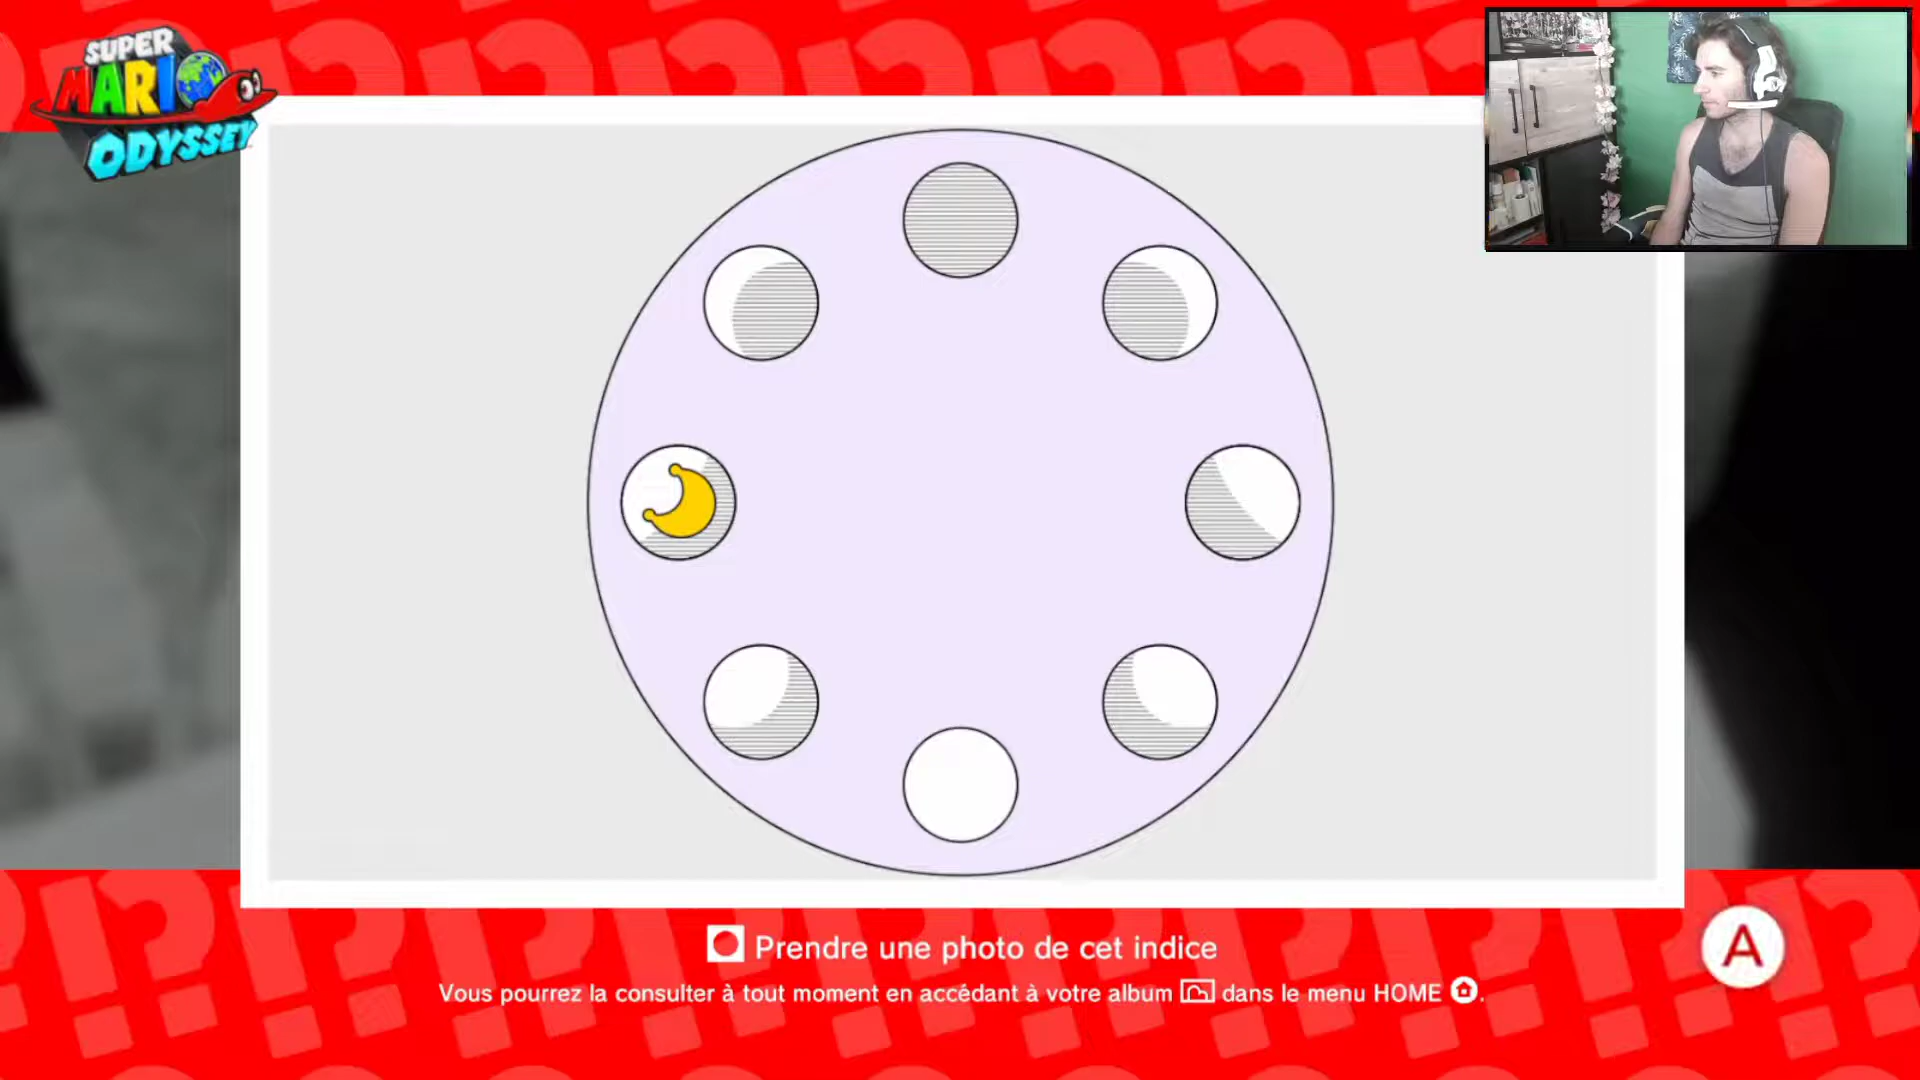 SUPER
MARIO
ODYSSEY
Prendre une photo de cet indice
Vous pourrez la consulter à tout moment en accédant à votre album dans le menu HOME .
A